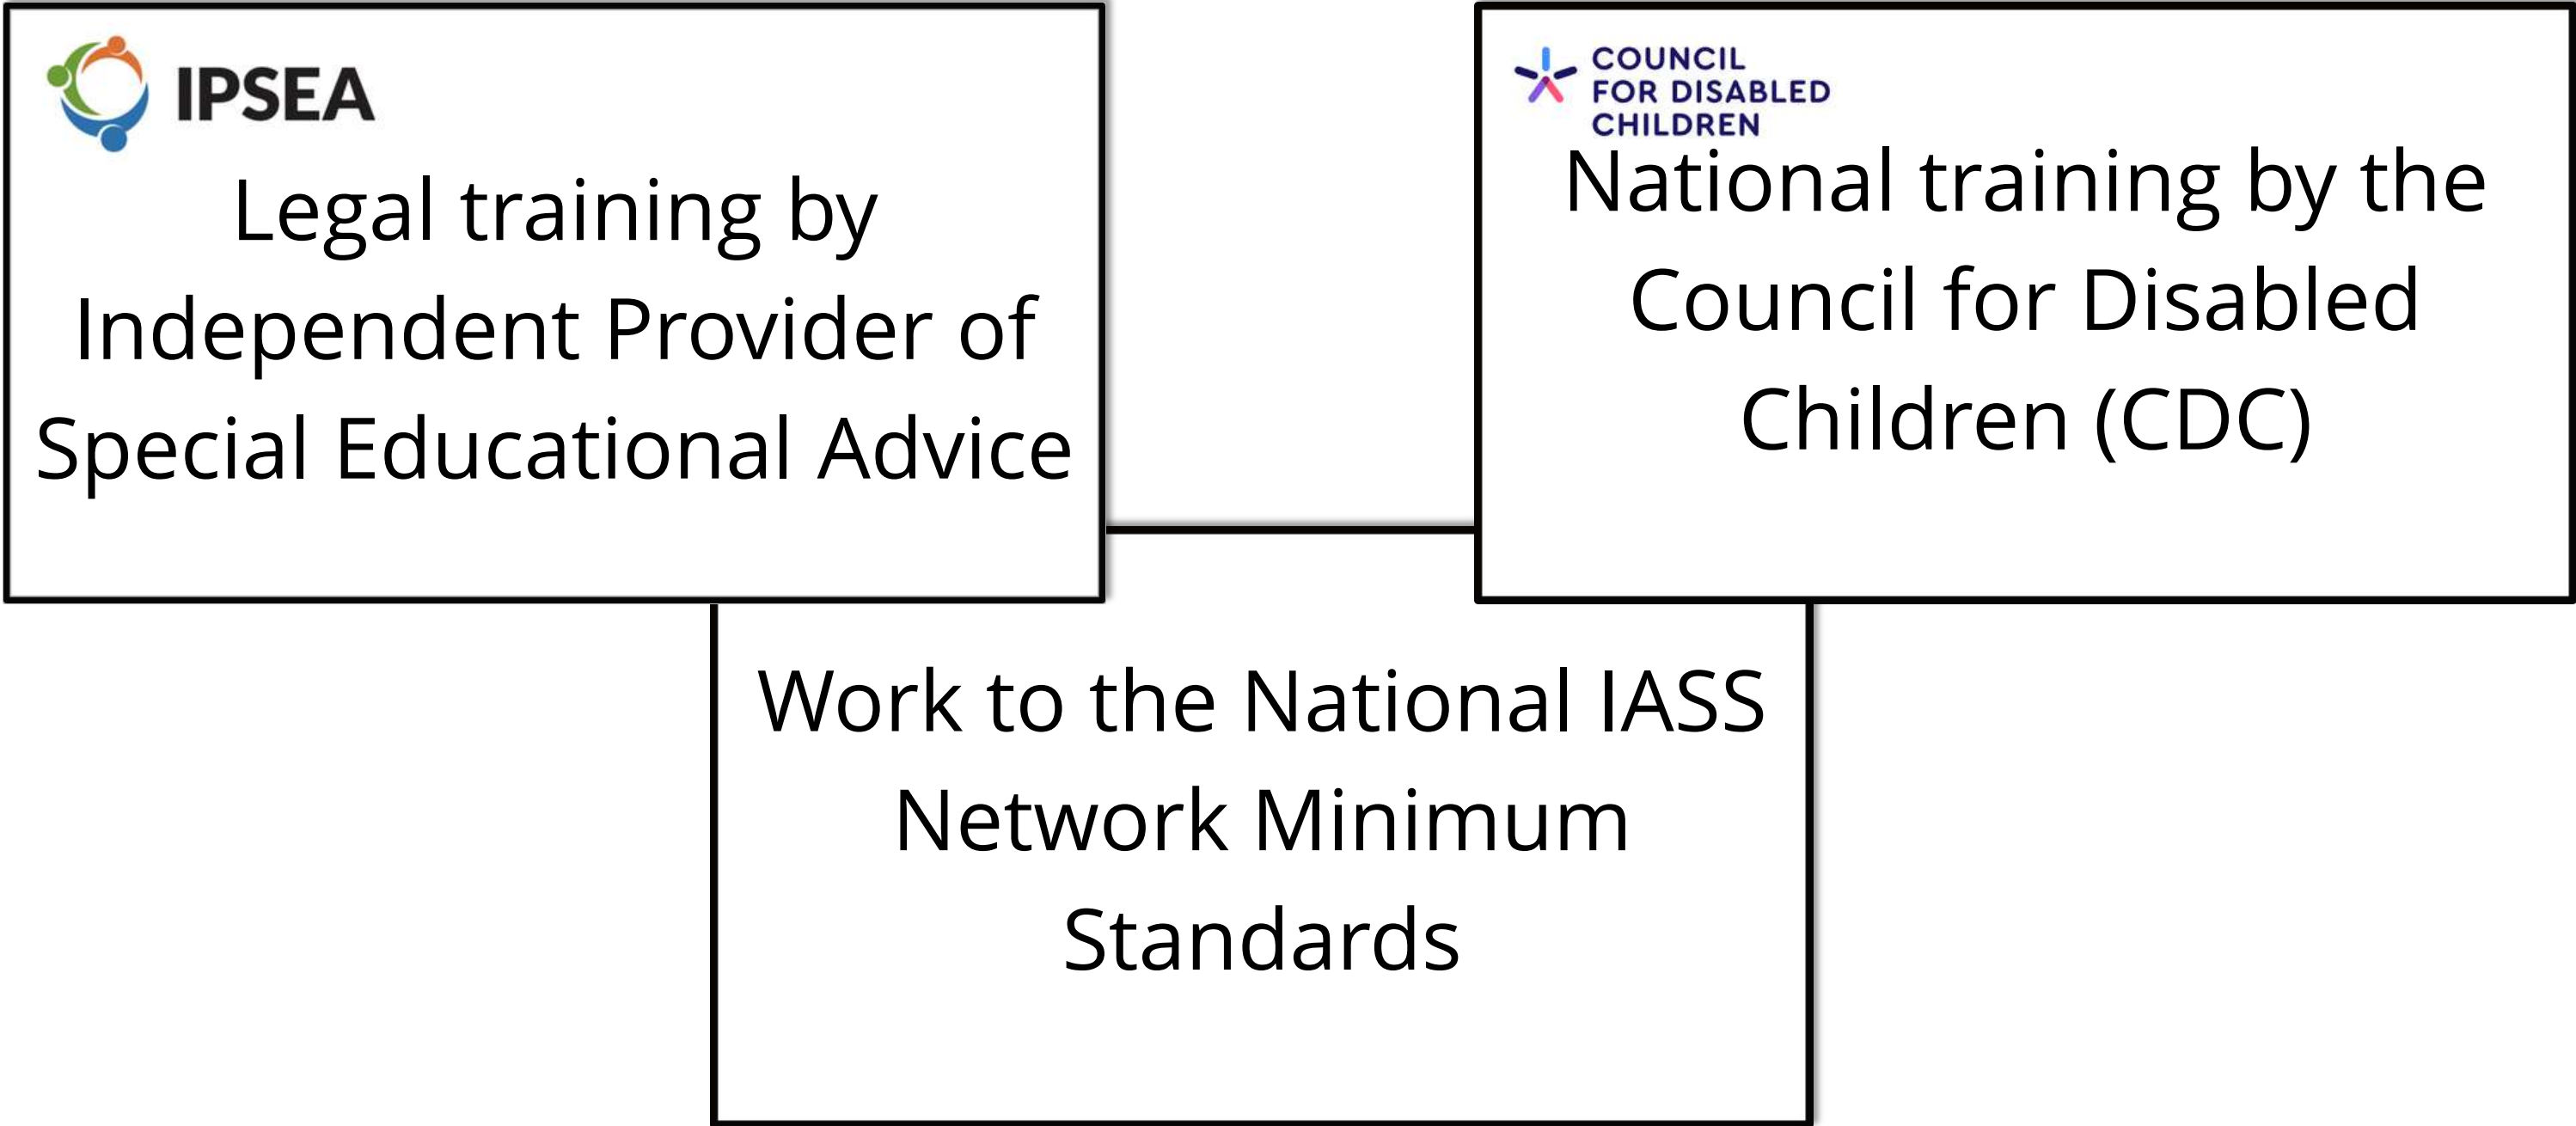 IPSEA
Legal training by
Independent Provider of
Special Educational Advice
COUNCIL
FOR DISABLED
CHILDREN
National training by the
Council for Disabled
Children (CDC)
Work to the National IASS
Network Minimum
Standards